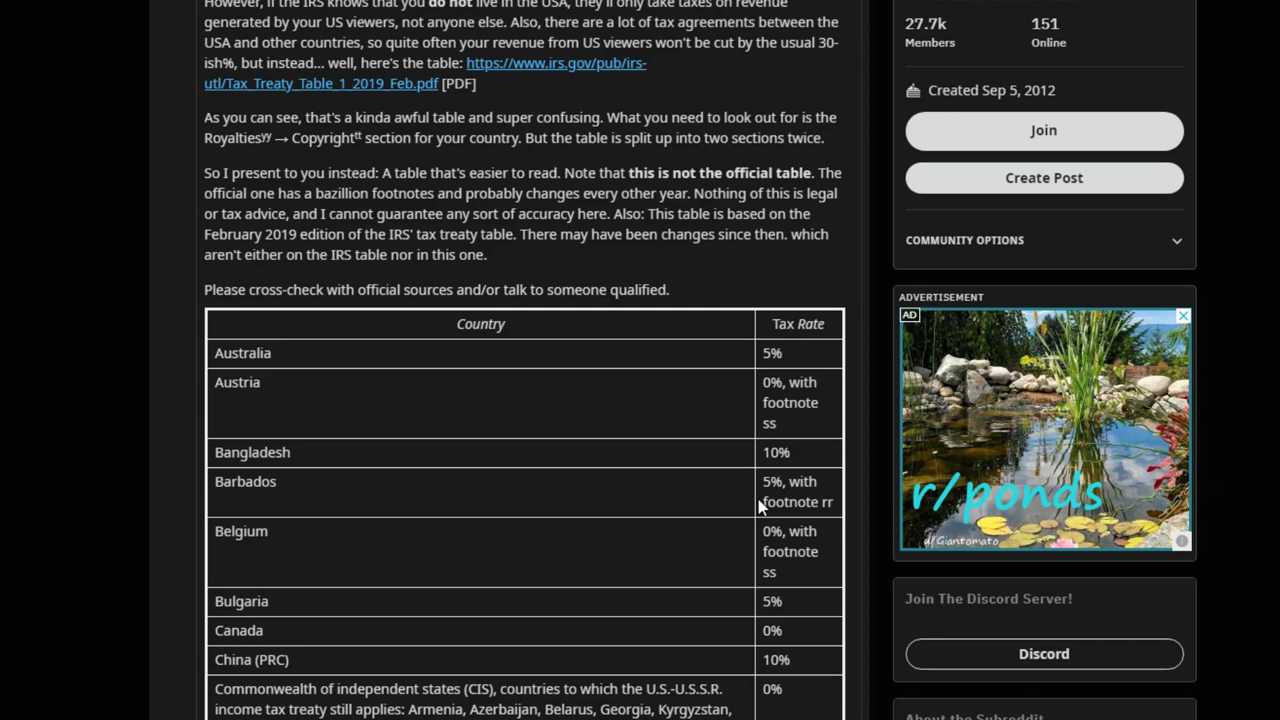 However, if the IRS knows that you do not live in the USA, they'll only take taxes on revenue
generated by your US viewers, not anyone else. Also, there are a lot of tax agreements between the
USA and other countries, so quite often your revenue from US viewers won't be cut by the usual 30-
ish%, but instead... well, here's the table: https://www.irs.gov/pub/irs-
utl/Tax_Treaty_Table_1_2019_Feb.pdf [PDF]
As you can see, that's a kinda awful table and super confusing. What you need to look out for is the
Royaltiesʸʸ → Copyrightᵗᵗ section for your country. But the table is split up into two sections twice.
So I present to you instead: A table that's easier to read. Note that this is not the official table. The
official one has a bazillion footnotes and probably changes every other year. Nothing of this is legal
or tax advice, and I cannot guarantee any sort of accuracy here. Also: This table is based on the
February 2019 edition of the IRS' tax treaty table. There may have been changes since then. which
aren't either on the IRS table nor in this one.
Please cross-check with official sources and/or talk to someone qualified.
Country Tax Rate
Australia 5%
Austria 0%, with
footnote
ss
Bangladesh 10%
Barbados 5%, with
footnote rr
Belgium 0%, with
footnote
ss
Bulgaria 5%
Canada 0%
China (PRC) 10%
Commonwealth of independent states (CIS), countries to which the U.S.-U.S.S.R. 0%
income tax treaty still applies: Armenia, Azerbaijan, Belarus, Georgia, Kyrgyzstan,
27.7k 151
Members Online
Created Sep 5, 2012
Join
Create Post
COMMUNITY OPTIONS
ADVERTISEMENT
AD
r/ponds
u/Giantomato
Join The Discord Server!
Discord
About the Subreddit